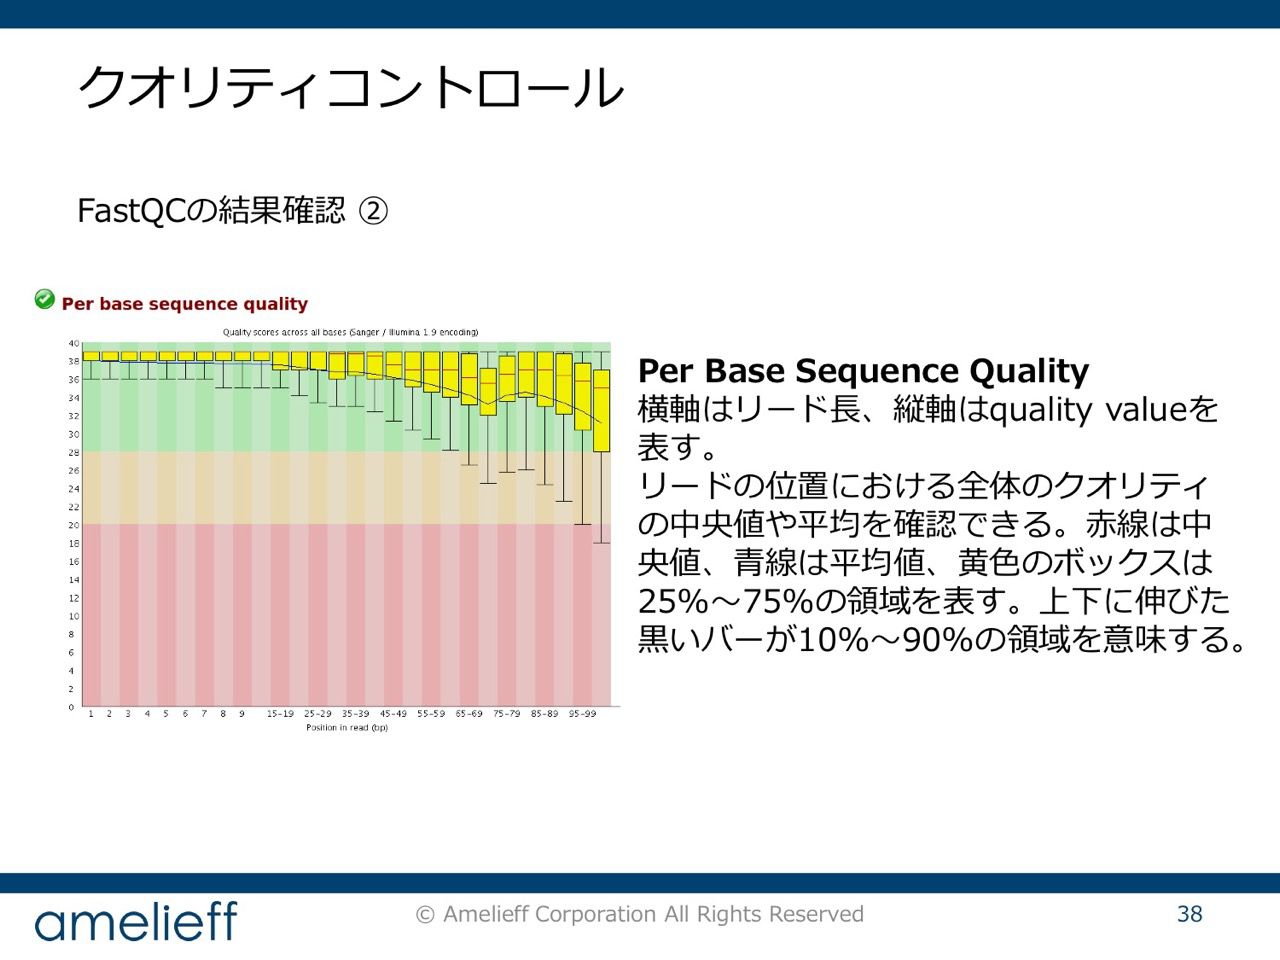 クオリティコントロール
FastQCの結果確認 ②
Per base sequence quality
Quality scores across all bases (Sanger / Illumina 1.9 encoding)
40
38
36
34
32
30
28
26
24
22
20
18
16
14
12
10
8
6
4
2
0
1 2 3 4 5 6 7 8 9 15-19 25-29 35-39 45-49 55-59 65-69 75-79 85-89 95-99
Position in read (bp)
Per Base Sequence Quality
横軸はリード長、縦軸はquality valueを
表す。
リードの位置における全体のクオリティ
の中央値や平均を確認できる。赤線は中
央値、青線は平均値、黄色のボックスは
25%～75%の領域を表す。上下に伸びた
黒いバーが10%～90%の領域を意味する。
amelieff
© Amelieff Corporation All Rights Reserved
38